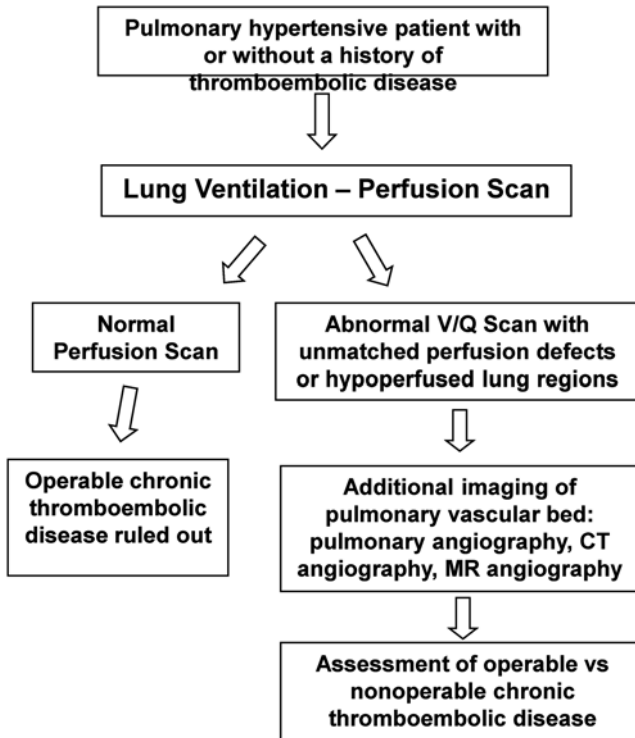 Pulmonary hypertensive patient with
or without a history of
thromboembolic disease
Lung Ventilation – Perfusion Scan
Normal
Perfusion Scan
Abnormal V/Q Scan with
unmatched perfusion defects
or hypoperfused lung regions
Operable chronic
thromboembolic
disease ruled out
Additional imaging of
pulmonary vascular bed:
pulmonary angiography, CT
angiography, MR angiography
Assessment of operable vs
nonoperable chronic
thromboembolic disease